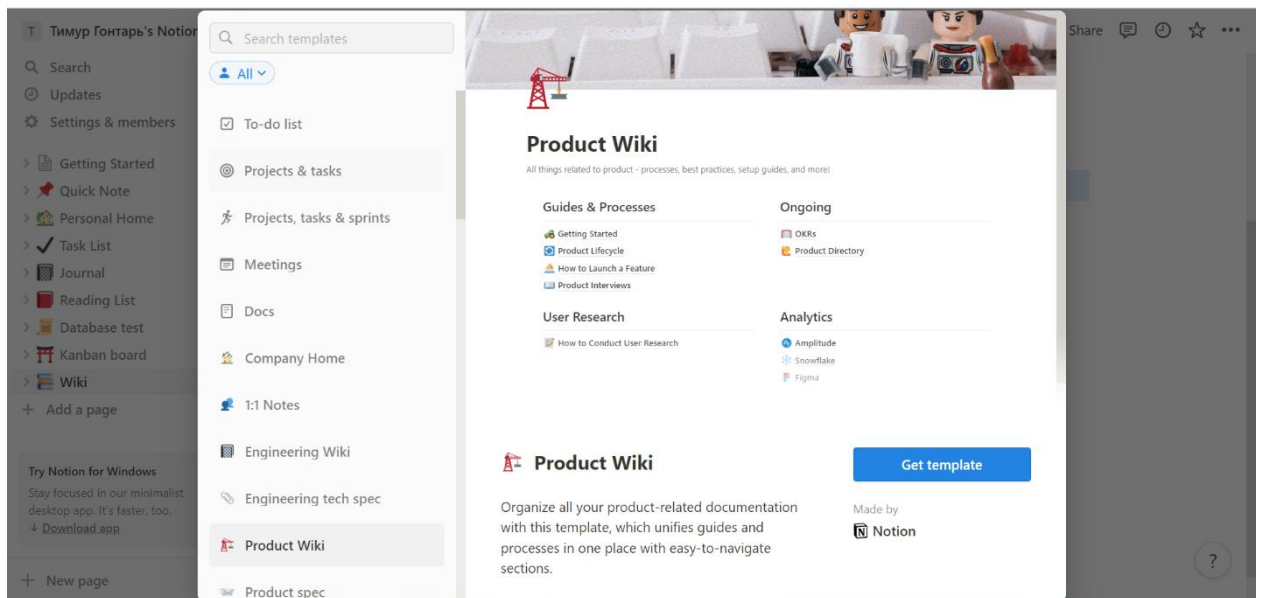 T Тимур Гонтарь's Notion
Search
Updates
Settings & members
Getting Started
Quick Note
Personal Home
Task List
Journal
Reading List
Database test
Kanban board
Wiki
Add a page
Try Notion for Windows
Stay focused in our minimalist
desktop app. It's faster, too.
↓ Download app
New page
Search templates
All
To-do list
Projects & tasks
Projects, tasks & sprints
Meetings
Docs
Company Home
1:1 Notes
Engineering Wiki
Engineering tech spec
Product Wiki
Product spec
Product Wiki
All things related to product - processes, best practices, setup guides, and more!
Guides & Processes
Getting Started
Product Lifecycle
How to Launch a Feature
Product Interviews
Ongoing
OKRs
Product Directory
User Research
How to Conduct User Research
Analytics
Amplitude
Snowflake
Figma
Product Wiki
Organize all your product-related documentation
with this template, which unifies guides and
processes in one place with easy-to-navigate
sections.
Get template
Made by
Notion
Share
?